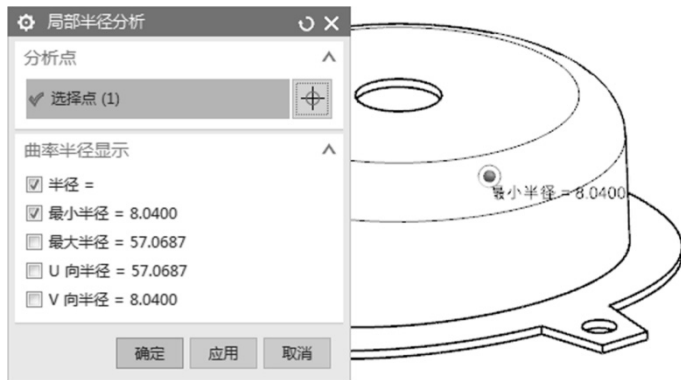 局部半径分析
分析点
选择点 (1)
曲率半径显示
半径 =
最小半径 = 8.0400
最大半径 = 57.0687
U 向半径 = 57.0687
V 向半径 = 8.0400
确定 应用 取消
最小半径 = 8.0400